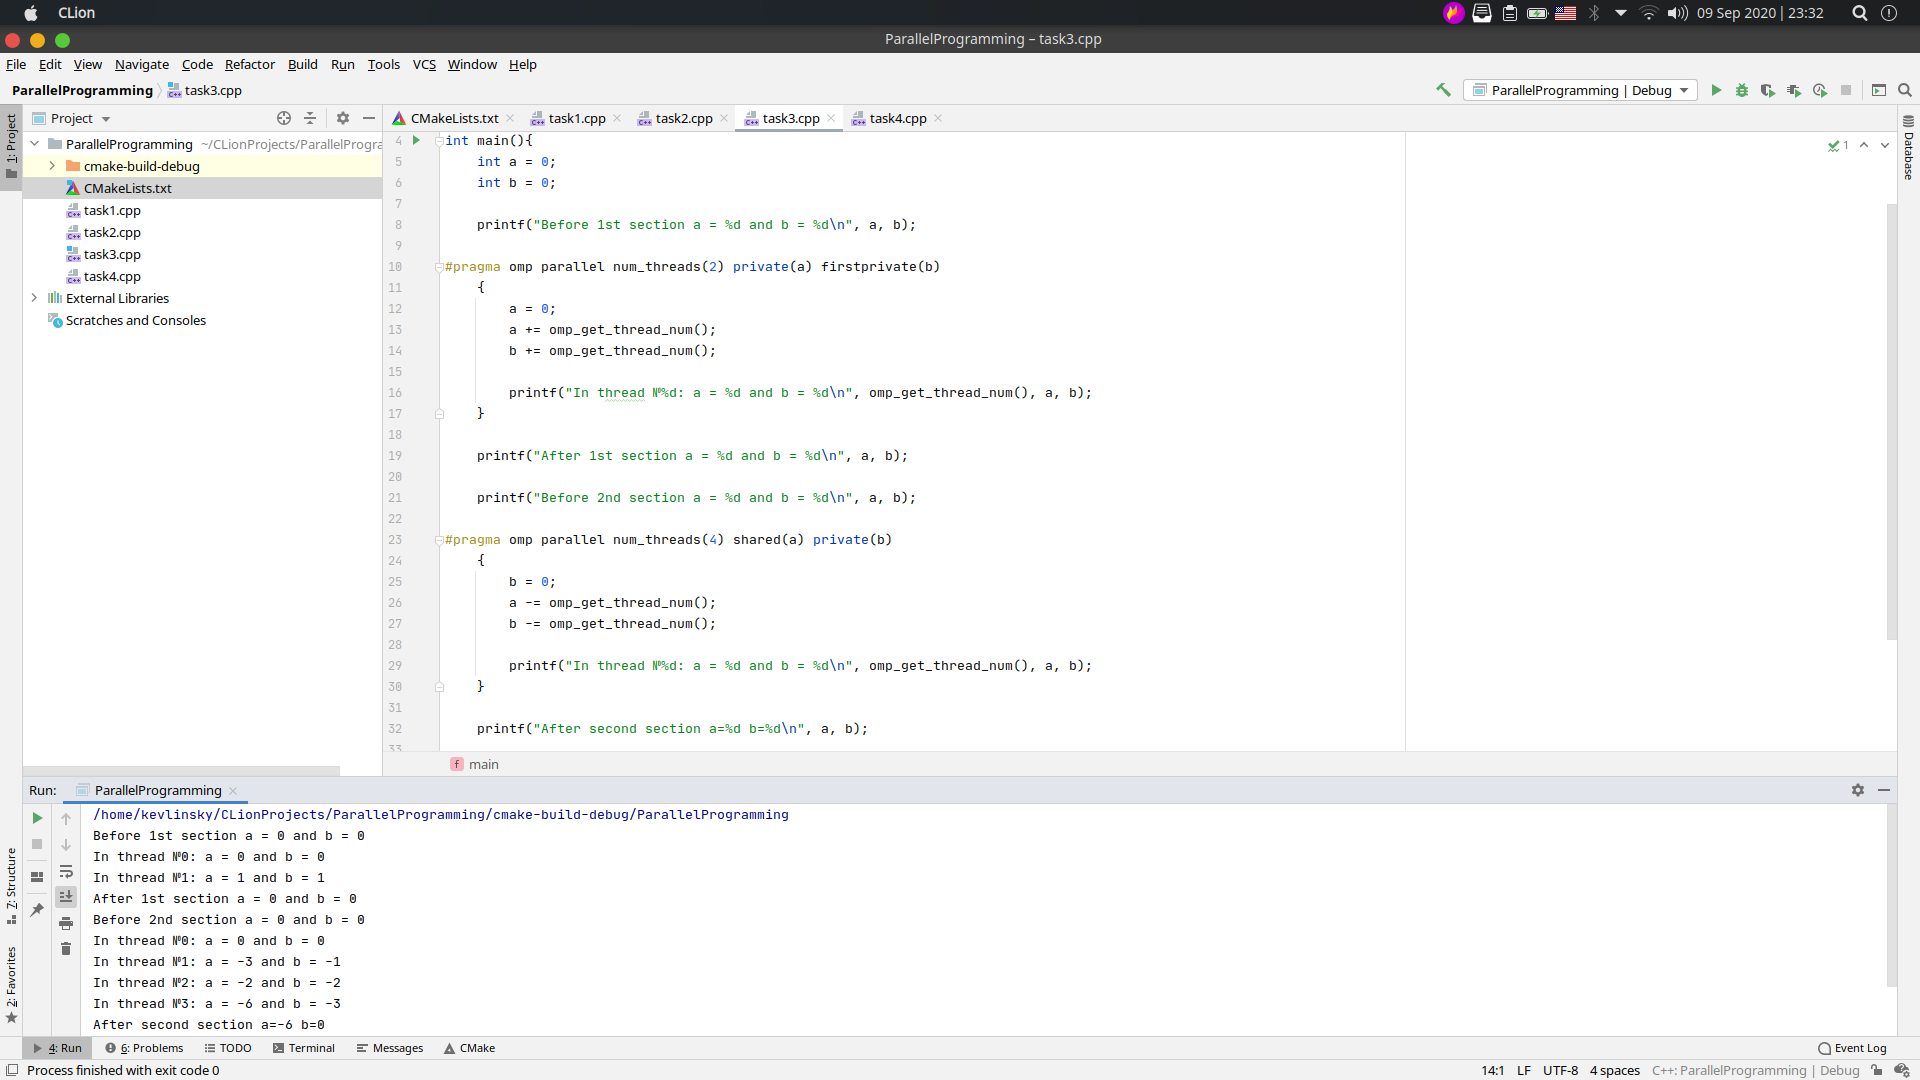 CLion
09 Sep 2020 | 23:32
ParallelProgramming – task3.cpp
File Edit View Navigate Code Refactor Build Run Tools VCS Window Help
ParallelProgramming task3.cpp
ParallelProgramming | Debug
1: Project
Project
CMakeLists.txt task1.cpp task2.cpp task3.cpp task4.cpp
Database
ParallelProgramming ~/CLionProjects/ParallelProgra
cmake-build-debug
CMakeLists.txt
task1.cpp
task2.cpp
task3.cpp
task4.cpp
External Libraries
Scratches and Consoles
1
4 int main(){
5 int a = 0;
6 int b = 0;
7
8 printf("Before 1st section a = %d and b = %d\n", a, b);
9
10 #pragma omp parallel num_threads(2) private(a) firstprivate(b)
11 {
12 a = 0;
13 a += omp_get_thread_num();
14 b += omp_get_thread_num();
15
16 printf("In thread №%d: a = %d and b = %d\n", omp_get_thread_num(), a, b);
17 }
18
19 printf("After 1st section a = %d and b = %d\n", a, b);
20
21 printf("Before 2nd section a = %d and b = %d\n", a, b);
22
23 #pragma omp parallel num_threads(4) shared(a) private(b)
24 {
25 b = 0;
26 a -= omp_get_thread_num();
27 b -= omp_get_thread_num();
28
29 printf("In thread №%d: a = %d and b = %d\n", omp_get_thread_num(), a, b);
30 }
31
32 printf("After second section a=%d b=%d\n", a, b);
33
f main
Run: ParallelProgramming
/home/kevlinsky/CLionProjects/ParallelProgramming/cmake-build-debug/ParallelProgramming
Before 1st section a = 0 and b = 0
In thread №0: a = 0 and b = 0
In thread №1: a = 1 and b = 1
After 1st section a = 0 and b = 0
Before 2nd section a = 0 and b = 0
In thread №0: a = 0 and b = 0
In thread №1: a = -3 and b = -1
In thread №2: a = -2 and b = -2
In thread №3: a = -6 and b = -3
After second section a=-6 b=0
7: Structure
2: Favorites
4: Run 6: Problems TODO Terminal Messages CMake Event Log
Process finished with exit code 0
14:1 LF UTF-8 4 spaces C++: ParallelProgramming | Debug